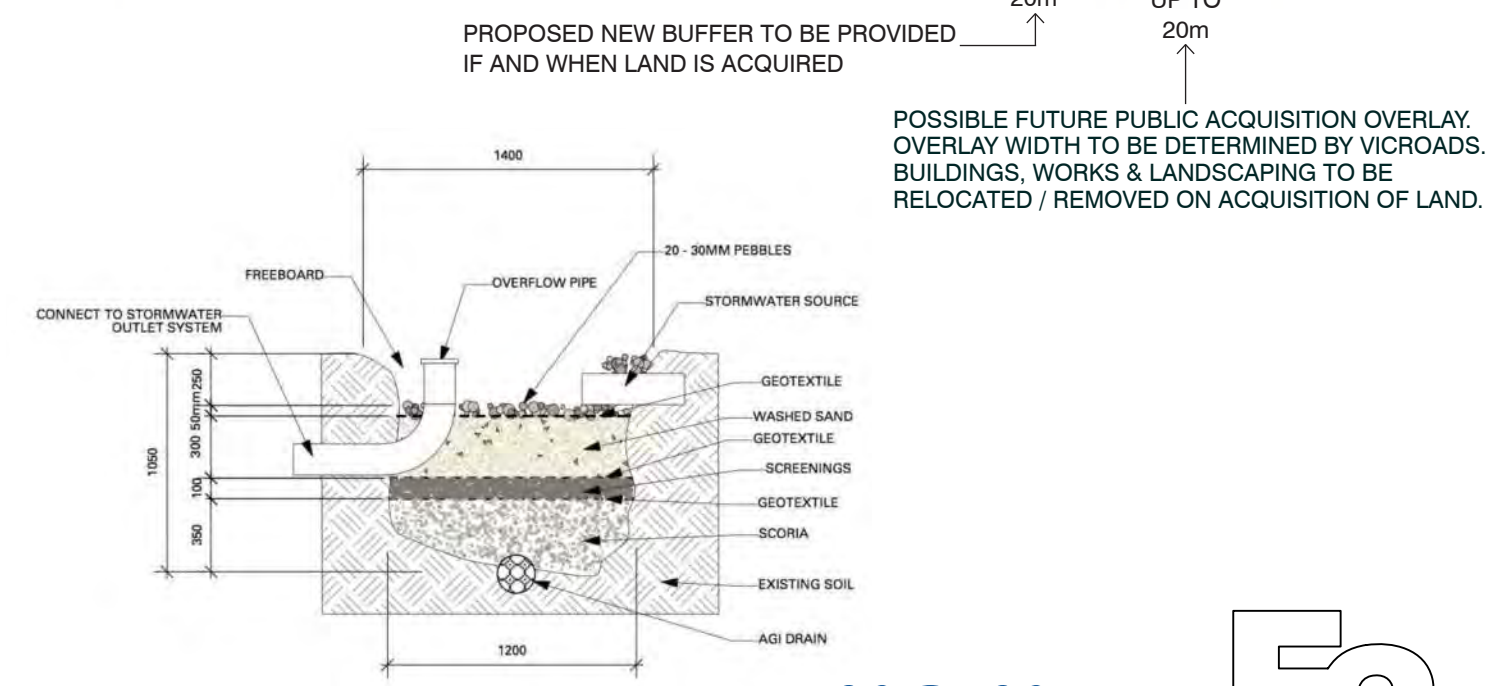 20m
UP TO
20m
PROPOSED NEW BUFFER TO BE PROVIDED
IF AND WHEN LAND IS ACQUIRED
POSSIBLE FUTURE PUBLIC ACQUISITION OVERLAY.
OVERLAY WIDTH TO BE DETERMINED BY VICROADS.
BUILDINGS, WORKS & LANDSCAPING TO BE
RELOCATED / REMOVED ON ACQUISITION OF LAND.
1400
20 - 30MM PEBBLES
FREEBOARD
OVERFLOW PIPE
STORMWATER SOURCE
CONNECT TO STORMWATER
OUTLET SYSTEM
GEOTEXTILE
WASHED SAND
GEOTEXTILE
SCREENINGS
GEOTEXTILE
SCORIA
EXISTING SOIL
AGI DRAIN
250
50mm
300
100
350
1050
1200